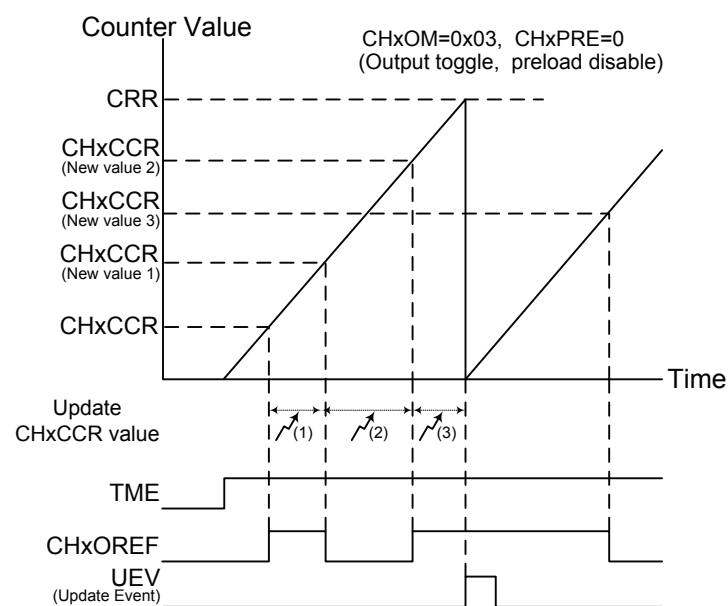 Counter Value
CHxOM=0x03, CHxPRE=0
(Output toggle, preload disable)
CRR
CHxCCR
(New value 2)
CHxCCR
(New value 3)
CHxCCR
(New value 1)
CHxCCR
Time
Update
CHxCCR value
(1)
(2)
(3)
TME
CHxOREF
UEV
(Update Event)